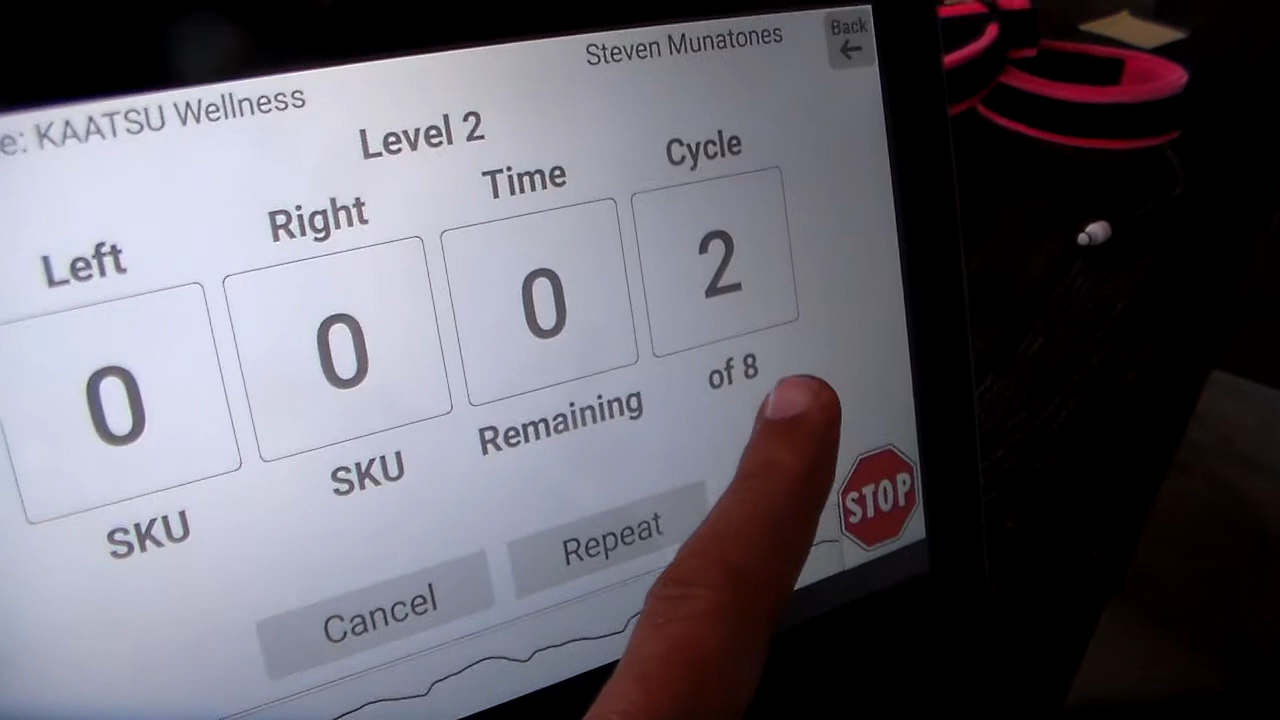 Steven Munatones
Back
e: KAATSU Wellness
Level 2
Left Right Time Cycle
0 0 0 2
SKU SKU Remaining of 8
Cancel Repeat
STOP